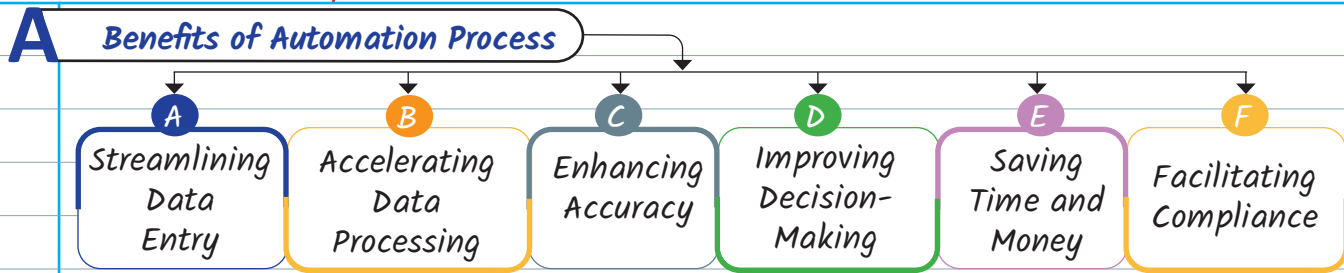 A
Benefits of Automation Process
A
Streamlining
Data
Entry
B
Accelerating
Data
Processing
C
Enhancing
Accuracy
D
Improving
Decision-
Making
E
Saving
Time and
Money
F
Facilitating
Compliance